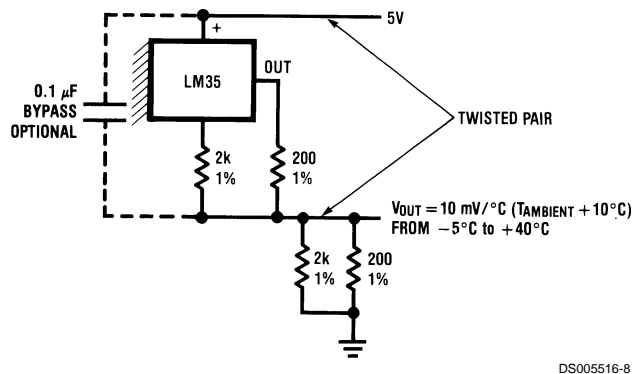 5V
+
OUT
LM35
0.1 µF
BYPASS
OPTIONAL
TWISTED PAIR
2k
1%
200
1%
VOUT = 10 mV/°C (TAMBIENT + 10°C)
FROM −5°C to +40°C
2k
1%
200
1%
DS005516-8